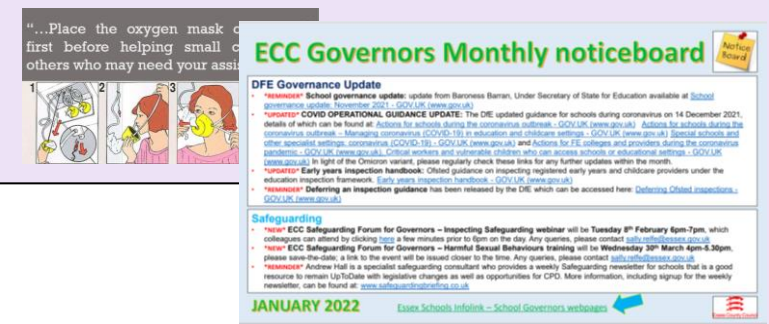 "...Place the oxygen mask o
first before helping small c
others who may need your assis
1
2
3
ECC Governors Monthly noticeboard
Notice
Board
DFE Governance Update
*REMINDER* School governance update: update from Baroness Barran, Under Secretary of State for Education available at School
governance update: November 2021 - GOV.UK (www.gov.uk)
*UPDATED* COVID OPERATIONAL GUIDANCE UPDATE: The DfE updated guidance for schools during coronavirus on 14 December 2021,
details of which can be found at: Actions for schools during the coronavirus outbreak - GOV.UK (www.gov.uk) Actions for schools during the
coronavirus outbreak – Managing coronavirus (COVID-19) in education and childcare settings - GOV.UK (www.gov.uk) Special schools and
other specialist settings: coronavirus (COVID-19) - GOV.UK (www.gov.uk) and Actions for FE colleges and providers during the coronavirus
pandemic - GOV.UK (www.gov.uk). Critical workers and vulnerable children who can access schools or educational settings - GOV.UK
(www.gov.uk) In light of the Omicron variant, please regularly check these links for any further updates within the month.
*UPDATED* Early years inspection handbook: Ofsted guidance on inspecting registered early years and childcare providers under the
education inspection framework. Early years inspection handbook - GOV.UK (www.gov.uk)
*REMINDER* Deferring an inspection guidance has been released by the DfE which can be accessed here: Deferring Ofsted inspections -
GOV.UK (www.gov.uk)
Safeguarding
*NEW* ECC Safeguarding Forum for Governors – Inspecting Safeguarding webinar will be Tuesday 8th February 6pm-7pm, which
colleagues can attend by clicking here a few minutes prior to 6pm on the day. Any queries, please contact sally.relfe@essex.gov.uk
*NEW* ECC Safeguarding Forum for Governors – Harmful Sexual Behaviours training will be Wednesday 30th March 4pm-5.30pm,
please save-the-date; a link to the event will be issued closer to the time. Any queries, please contact sally.relfe@essex.gov.uk
*REMINDER* Andrew Hall is a specialist safeguarding consultant who provides a weekly Safeguarding newsletter for schools that is a good
resource to remain UpToDate with legislative changes as well as opportunities for CPD. More information, including signup for the weekly
newsletter, can be found at: www.safeguardingbriefing.co.uk
JANUARY 2022
Essex Schools Infolink – School Governors webpages
Essex County Council